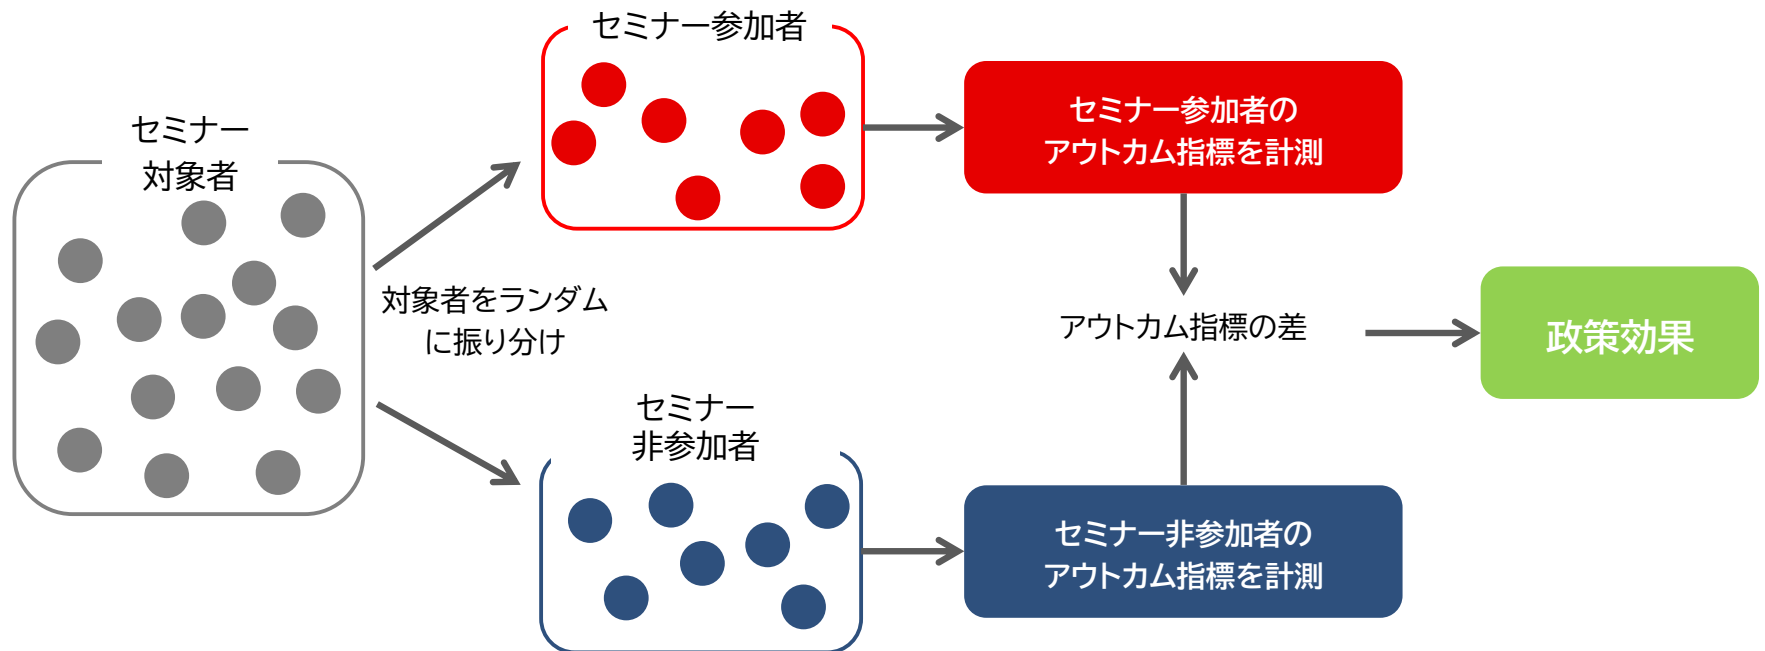 セミナー
対象者
対象者をランダム
に振り分け
セミナー参加者
セミナー参加者の
アウトカム指標を計測
アウトカム指標の差
政策効果
セミナー
非参加者
セミナー非参加者の
アウトカム指標を計測